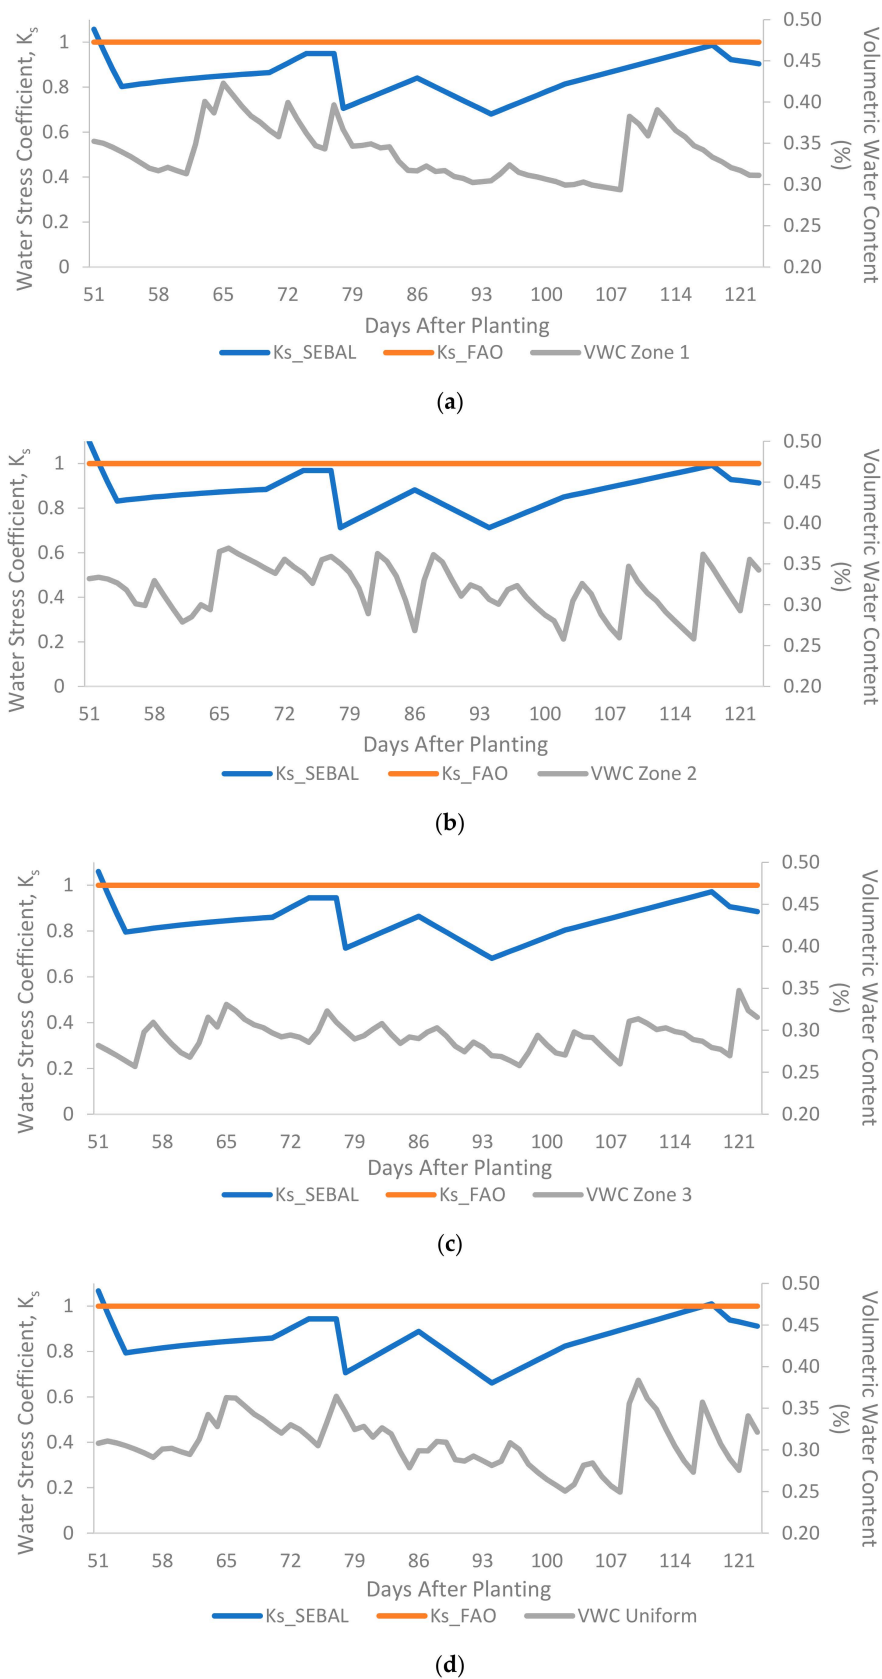 Water Stress Coefficient, Ks
1
0.8
0.6
0.4
0.2
0
0.50
0.45
0.40
0.35
0.30
0.25
0.20
Volumetric Water Content
(%)
51 58 65 72 79 86 93 100 107 114 121
Days After Planting
Ks_SEBAL Ks_FAO VWC Zone 1
(a)
Water Stress Coefficient, Ks
1
0.8
0.6
0.4
0.2
0
0.50
0.45
0.40
0.35
0.30
0.25
0.20
Volumetric Water Content
(%)
51 58 65 72 79 86 93 100 107 114 121
Days After Planting
Ks_SEBAL Ks_FAO VWC Zone 2
(b)
Water Stress Coefficient, Ks
1
0.8
0.6
0.4
0.2
0
0.50
0.45
0.40
0.35
0.30
0.25
0.20
Volumetric Water Content
(%)
51 58 65 72 79 86 93 100 107 114 121
Days After Planting
Ks_SEBAL Ks_FAO VWC Zone 3
(c)
Water Stress Coefficient, Ks
1
0.8
0.6
0.4
0.2
0
0.50
0.45
0.40
0.35
0.30
0.25
0.20
Volumetric Water Content
(%)
51 58 65 72 79 86 93 100 107 114 121
Days After Planting
Ks_SEBAL Ks_FAO VWC Uniform
(d)